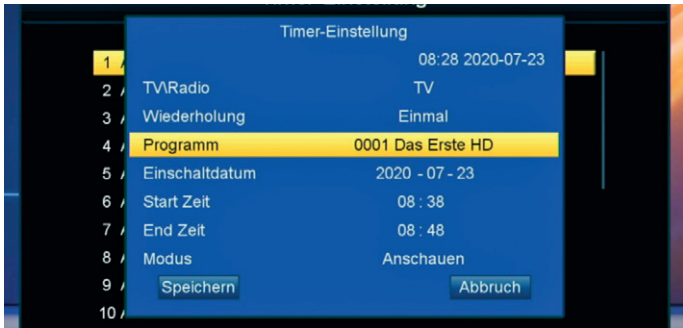 Timer-Einstellung
Timer-Einstellung
08:28 2020-07-23
TV\Radio TV
Wiederholung Einmal
Programm 0001 Das Erste HD
Einschaltdatum 2020 - 07 - 23
Start Zeit 08 : 38
End Zeit 08 : 48
Modus Anschauen
Speichern Abbruch
1
2
3
4
5
6
7
8
9
10